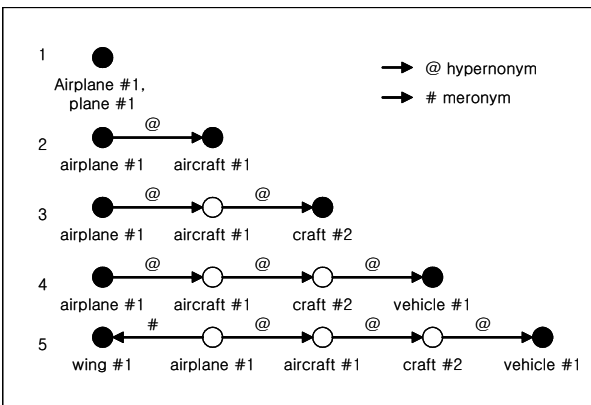 1
Airplane #1,
plane #1
@ hypernonym
# meronym
2
@
airplane #1 aircraft #1
3
@ @
airplane #1 aircraft #1 craft #2
4
@ @ @
airplane #1 aircraft #1 craft #2 vehicle #1
5
# @ @ @
wing #1 airplane #1 aircraft #1 craft #2 vehicle #1